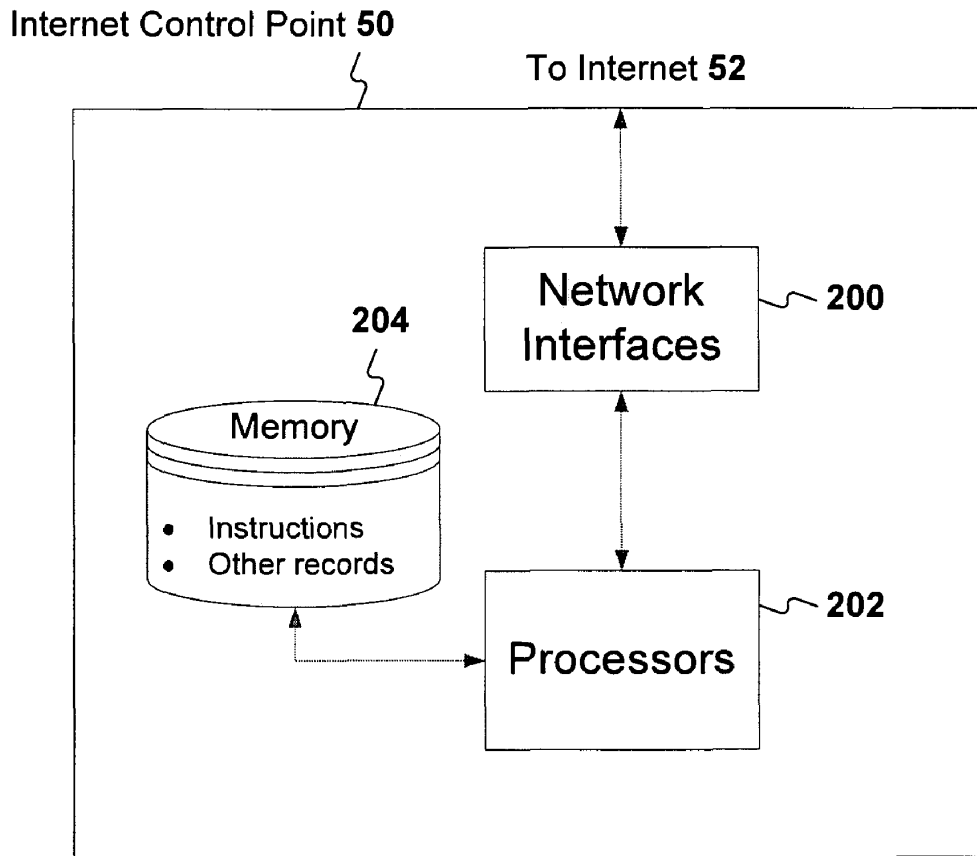 Internet Control Point 50
To Internet 52
Network
Interfaces
200
204
Memory
• Instructions
• Other records
202
Processors